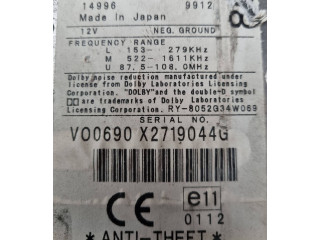 14996 9912
Made in Japan
12V NEG. GROUND
FREQUENCY RANGE
L 153- 279KHz
M 522- 1611KHz
U 87.5-108.0MHz
Dolby noise reduction manufactured under
license from Dolby Laboratories Licensing
Corporation. "DOLBY" and the double-D symbol
are trademarks of Dolby Laboratories
Licensing Corporation. RY-8052G34W069
SERIAL NO.
V00690 X2719044G
CE e11
0112
*ANTI-THEFT*